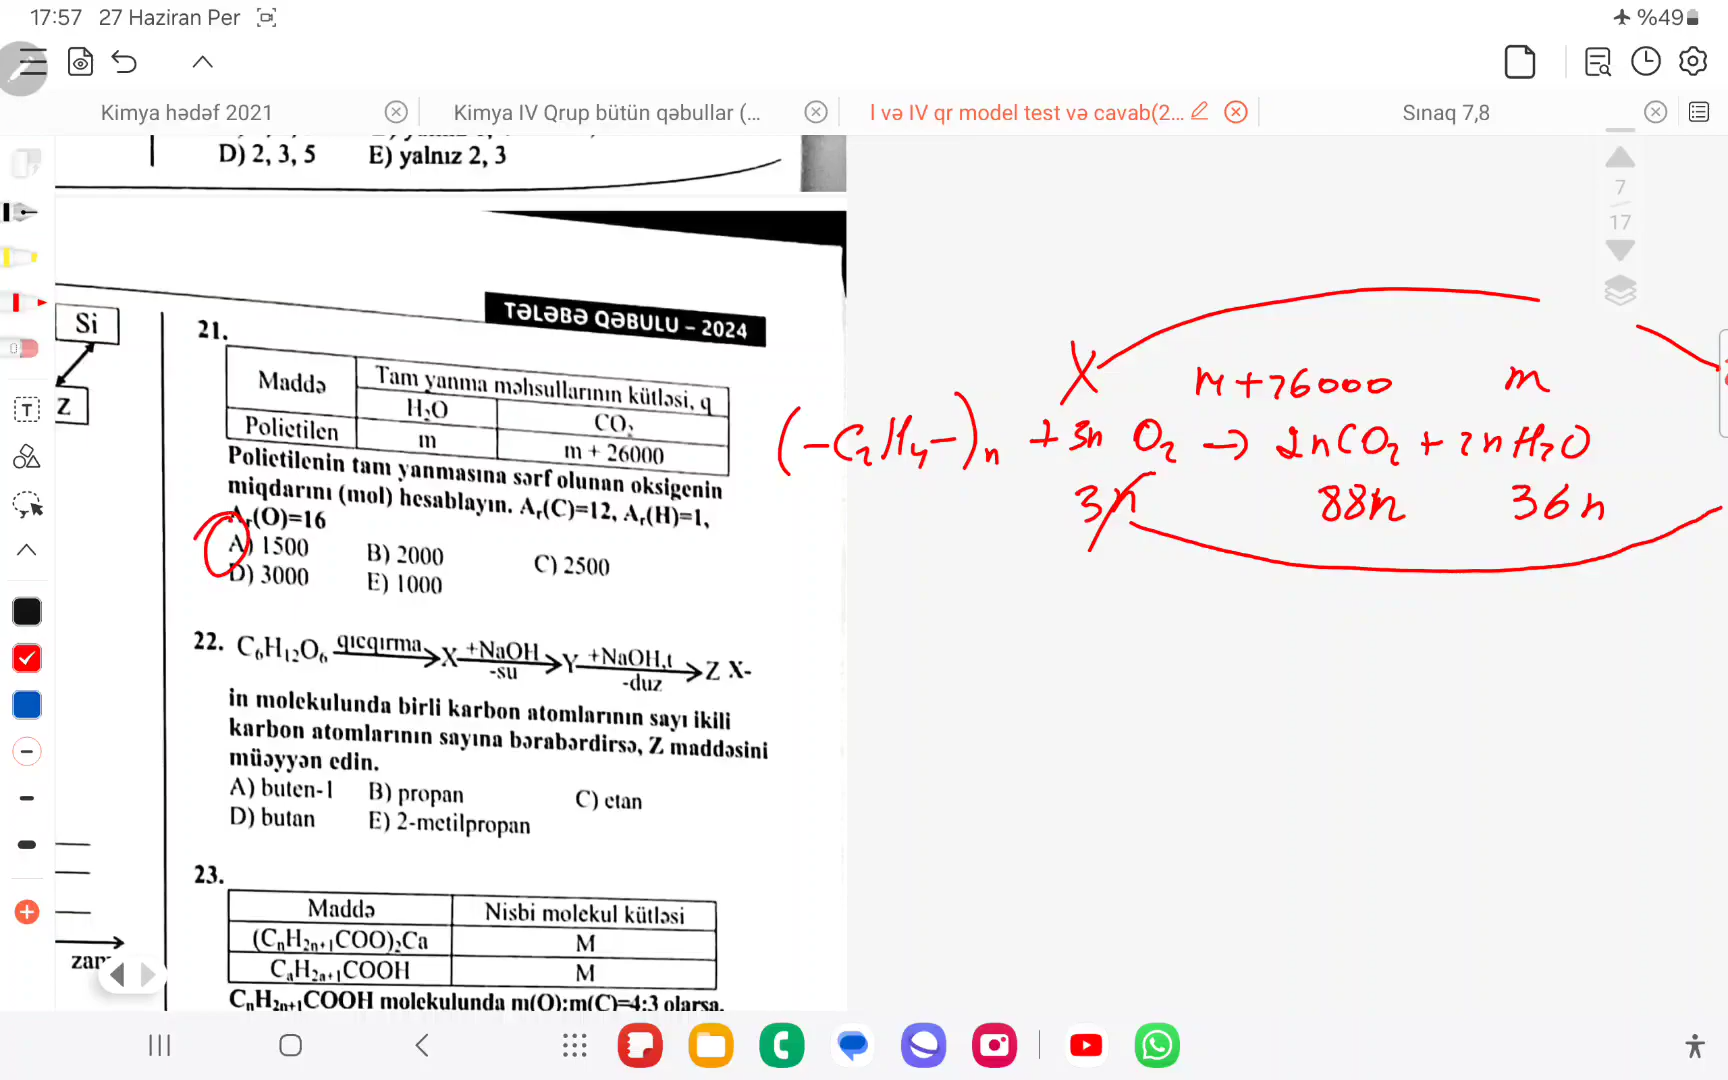 17:57 27 Haziran Per %49
Kimya hədəf 2021
Kimya IV Qrup bütün qəbullar (...
I və IV qr model test və cavab(2...
Sınaq 7,8
D) 2, 3, 5 E) yalnız 2, 3
7
17
TƏLƏBƏ QƏBULU – 2024
Si
Z
21.
Maddə Tam yanma məhsullarının kütləsi, q
H₂O CO₂
Polietilen m m + 26000
Polietilenin tam yanmasına sərf olunan oksigenin
miqdarını (mol) hesablayın. Aᵣ(C)=12, Aᵣ(H)=1,
Aᵣ(O)=16
A) 1500 B) 2000 C) 2500
D) 3000 E) 1000
X m+26000 m
(-C₂H₄-)n + 3n O₂ → 2nCO₂ + 2nH₂O
3n 88n 36n
22. C₆H₁₂O₆ qıcqırma→ X +NaOH -su→ Y +NaOH,t -duz→ Z X-
in molekulunda birli karbon atomlarının sayı ikili
karbon atomlarının sayına bərabərdirsə, Z maddəsini
müəyyən edin.
A) buten-1 B) propan C) etan
D) butan E) 2-metilpropan
23.
Maddə Nisbi molekul kütləsi
(CₙH₂ₙ₊₁COO)₂Ca M
CₐH₂ₐ₊₁COOH M
CₙH₂ₙ₊₁COOH molekulunda m(O):m(C)=4:3 olarsa,